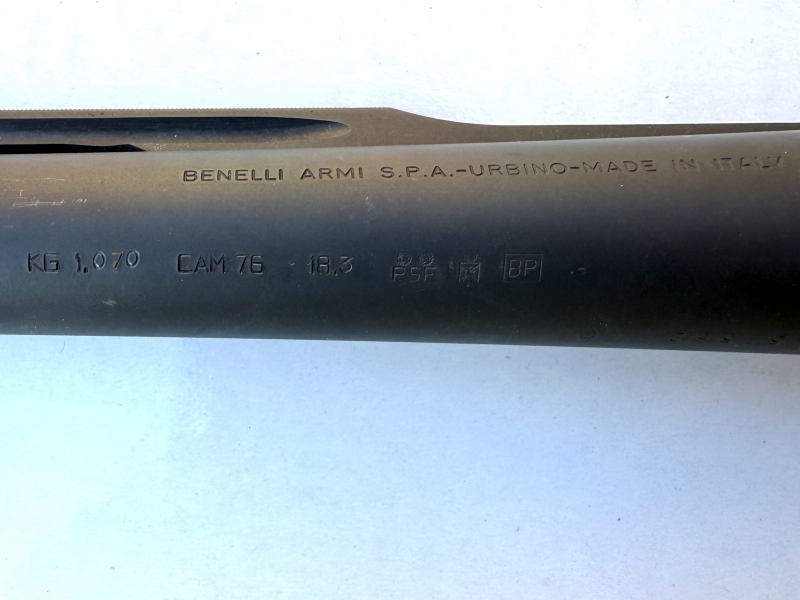 BENELLI ARMI S.P.A.-URBINO-MADE IN ITALY
KG 1,070 CAM 76 18,3 PSF BP